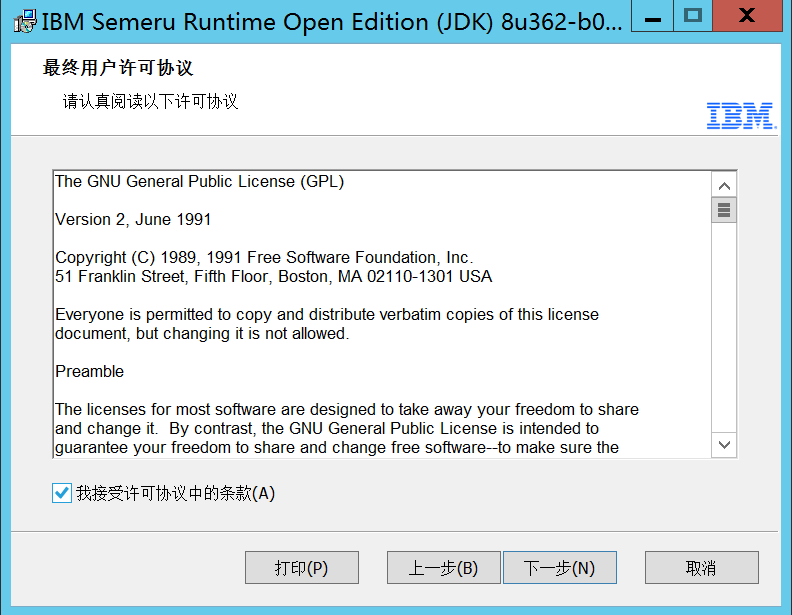 IBM Semeru Runtime Open Edition (JDK) 8u362-b0...
最终用户许可协议
请认真阅读以下许可协议
IBM.
The GNU General Public License (GPL)
Version 2, June 1991
Copyright (C) 1989, 1991 Free Software Foundation, Inc.
51 Franklin Street, Fifth Floor, Boston, MA 02110-1301 USA
Everyone is permitted to copy and distribute verbatim copies of this license
document, but changing it is not allowed.
Preamble
The licenses for most software are designed to take away your freedom to share
and change it.  By contrast, the GNU General Public License is intended to
guarantee your freedom to share and change free software--to make sure the
我接受许可协议中的条款(A)
打印(P)
上一步(B)
下一步(N)
取消